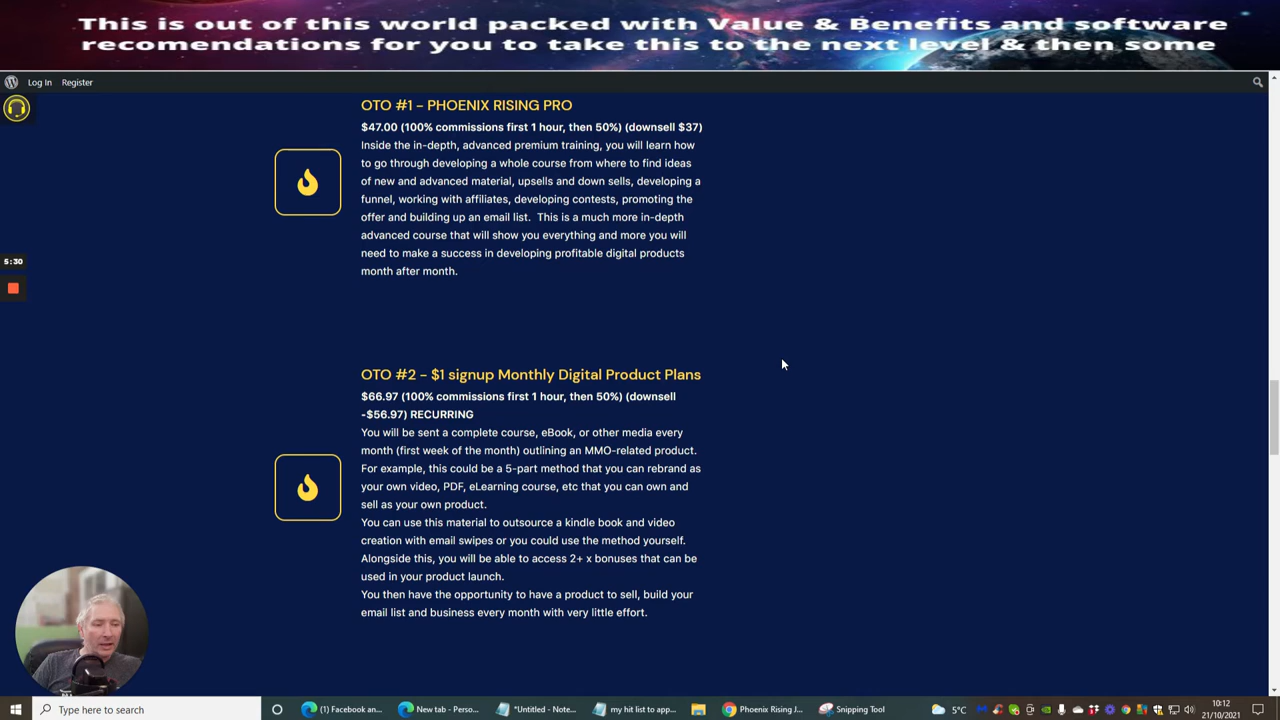 This is out of this world packed with Value & Benefits and software
recomendations for you to take this to the next level & then some
Log In Register
OTO #1 – PHOENIX RISING PRO
$47.00 (100% commissions first 1 hour, then 50%) (downsell $37)
Inside the in-depth, advanced premium training, you will learn how
to go through developing a whole course from where to find ideas
of new and advanced material, upsells and down sells, developing a
funnel, working with affiliates, developing contests, promoting the
offer and building up an email list. This is a much more in-depth
advanced course that will show you everything and more you will
need to make a success in developing profitable digital products
month after month.
5:30
OTO #2 – $1 signup Monthly Digital Product Plans
$66.97 (100% commissions first 1 hour, then 50%) (downsell
-$56.97) RECURRING
You will be sent a complete course, eBook, or other media every
month (first week of the month) outlining an MMO-related product.
For example, this could be a 5-part method that you can rebrand as
your own video, PDF, eLearning course, etc that you can own and
sell as your own product.
You can use this material to outsource a kindle book and video
creation with email swipes or you could use the method yourself.
Alongside this, you will be able to access 2+ x bonuses that can be
used in your product launch.
You then have the opportunity to have a product to sell, build your
email list and business every month with very little effort.
Type here to search
(1) Facebook an...
New tab - Perso...
*Untitled - Note...
my hit list to app...
Phoenix Rising J...
Snipping Tool
5°C
10:12
21/10/2021